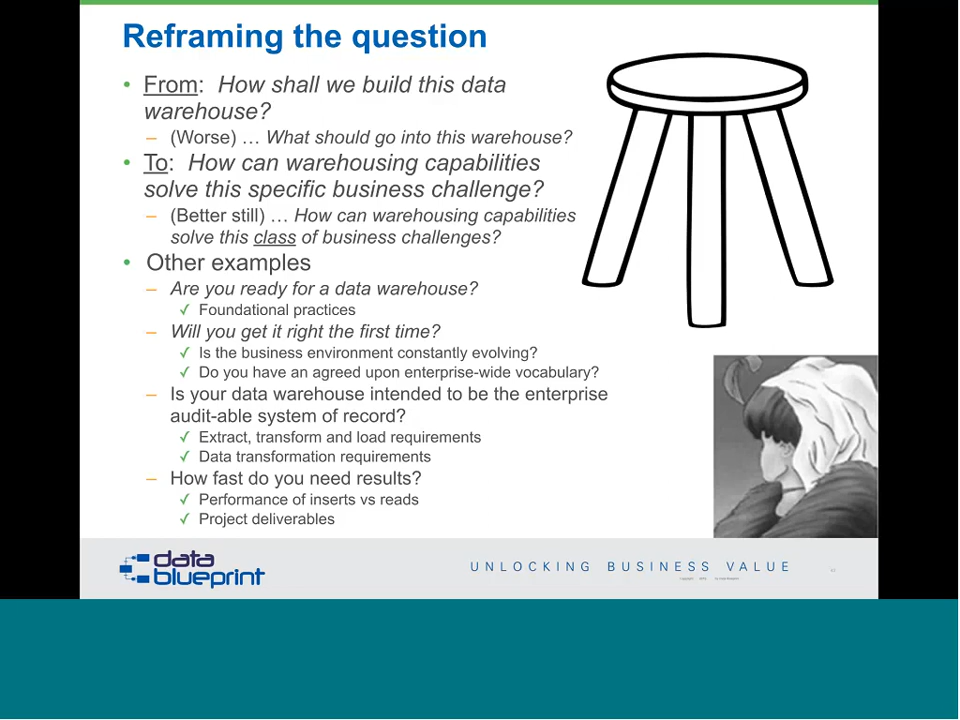 Reframing the question
• From: How shall we build this data
warehouse?
– (Worse) … What should go into this warehouse?
• To: How can warehousing capabilities
solve this specific business challenge?
– (Better still) … How can warehousing capabilities
solve this class of business challenges?
• Other examples
– Are you ready for a data warehouse?
✓ Foundational practices
– Will you get it right the first time?
✓ Is the business environment constantly evolving?
✓ Do you have an agreed upon enterprise-wide vocabulary?
– Is your data warehouse intended to be the enterprise
audit-able system of record?
✓ Extract, transform and load requirements
✓ Data transformation requirements
– How fast do you need results?
✓ Performance of inserts vs reads
✓ Project deliverables
data
blueprint
UNLOCKING BUSINESS VALUE